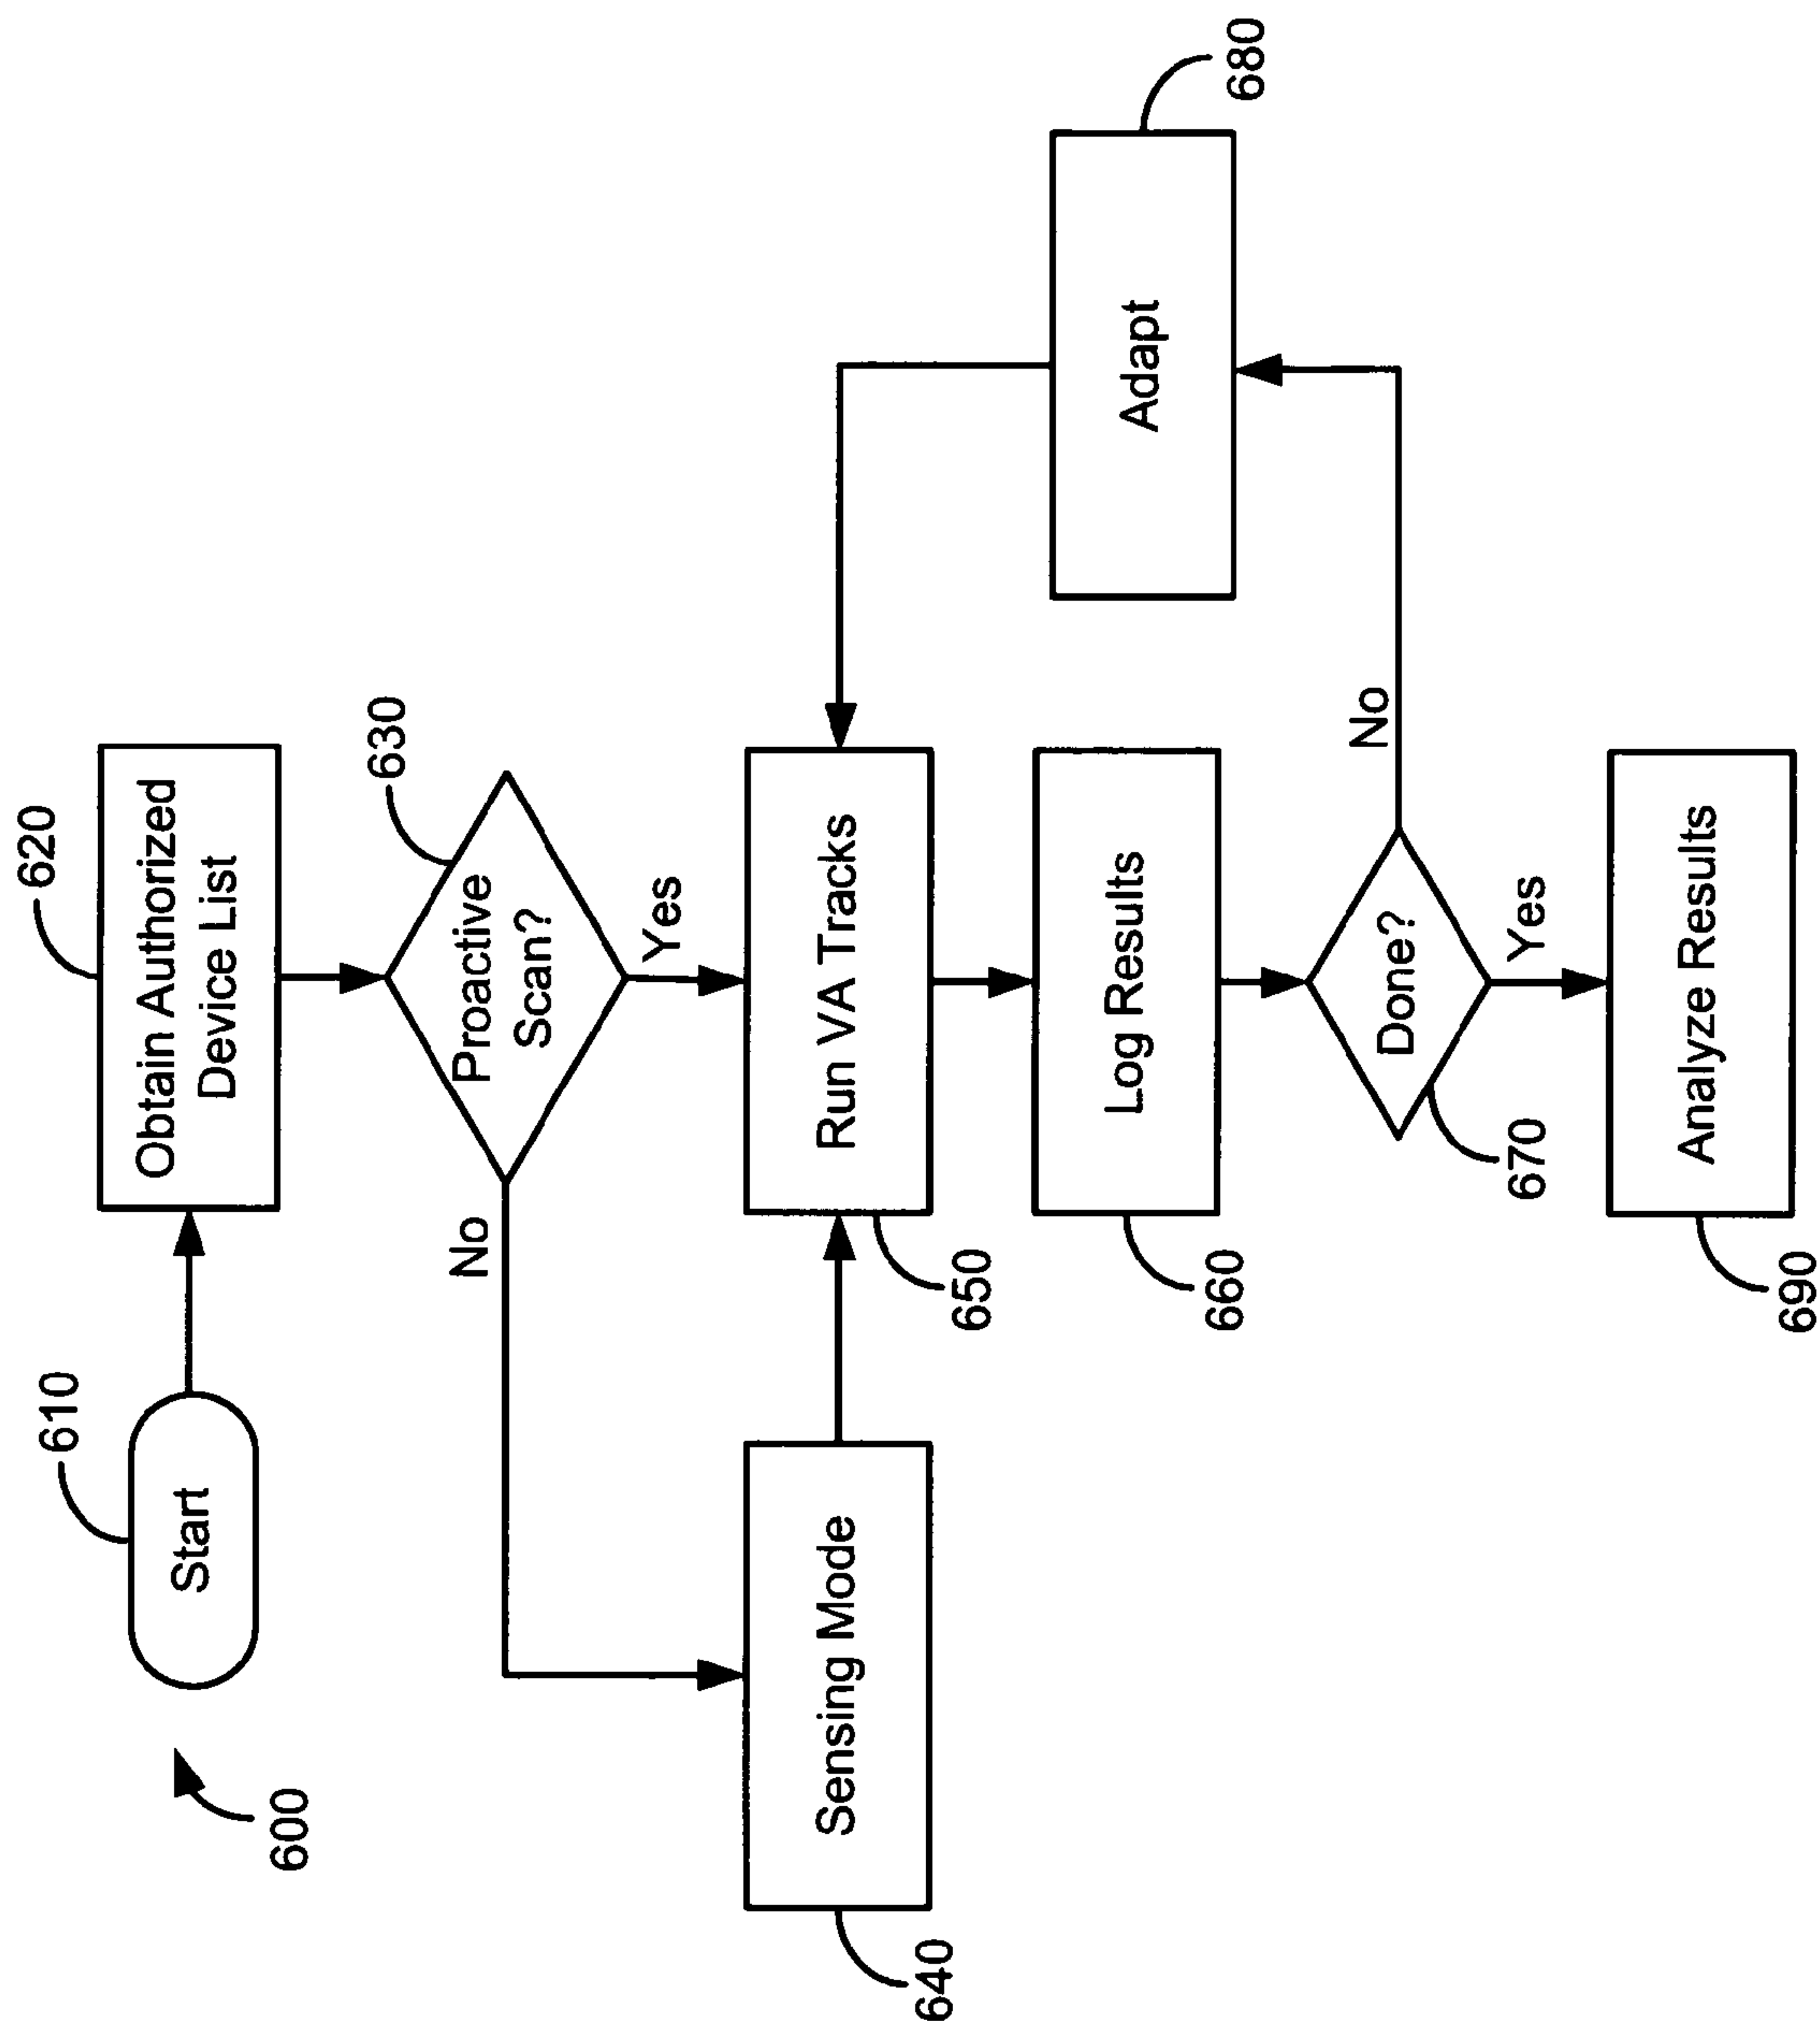 600
610
Start
620
Obtain Authorized
Device List
630
Proactive
Scan?
No
Yes
640
Sensing Mode
650
Run VA Tracks
660
Log Results
670
Done?
No
Yes
680
Adapt
690
Analyze Results